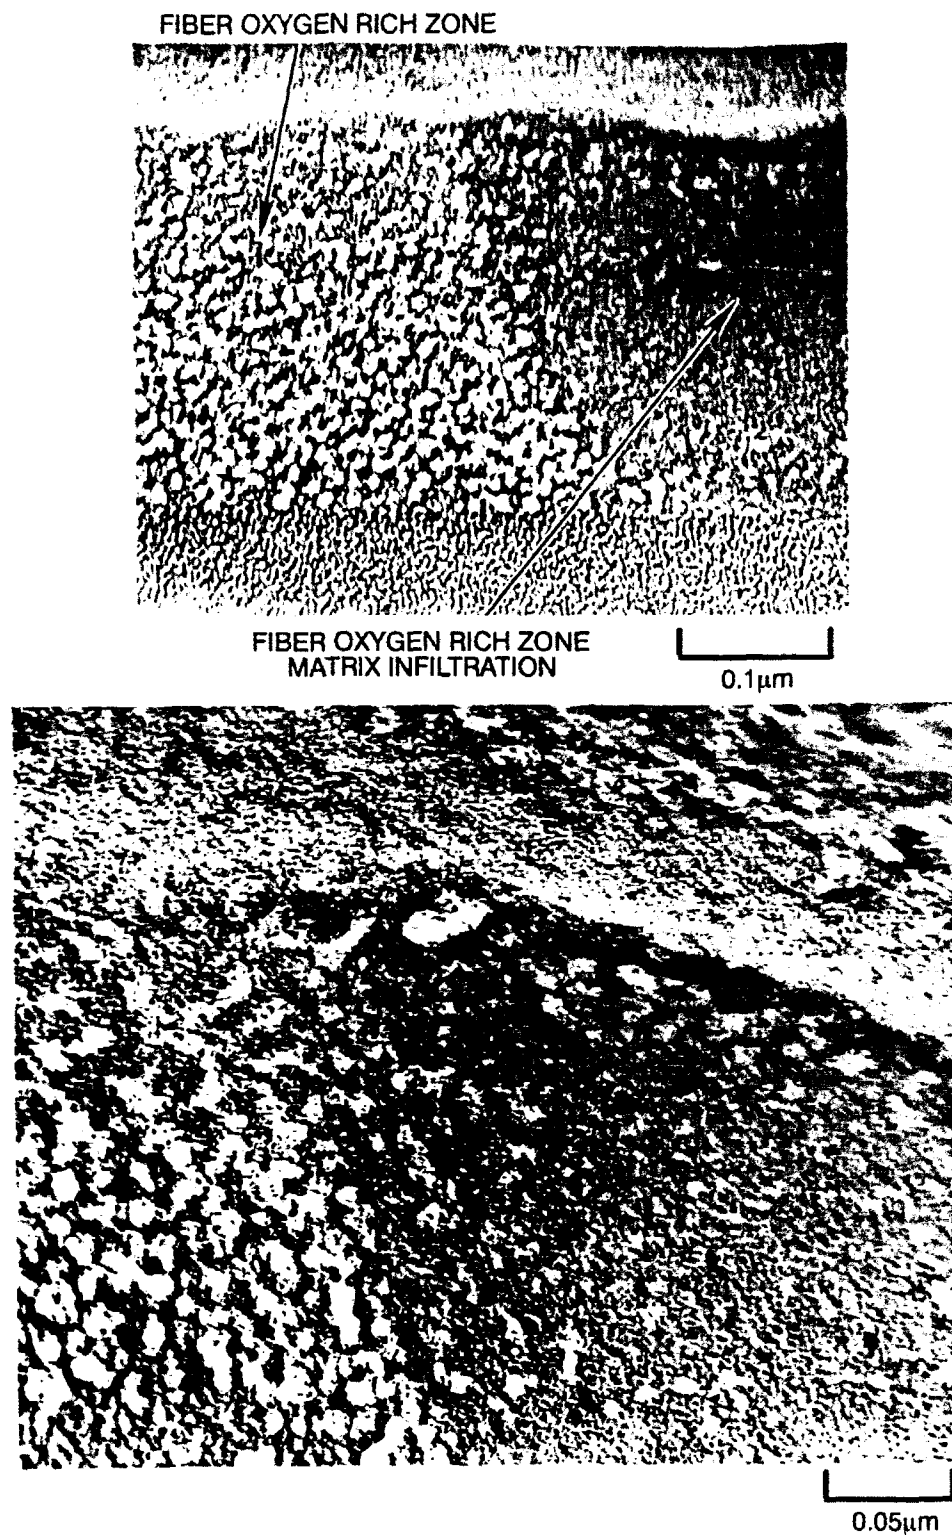 FIBER OXYGEN RICH ZONE
FIBER OXYGEN RICH ZONE
MATRIX INFILTRATION
0.1μm
0.05μm